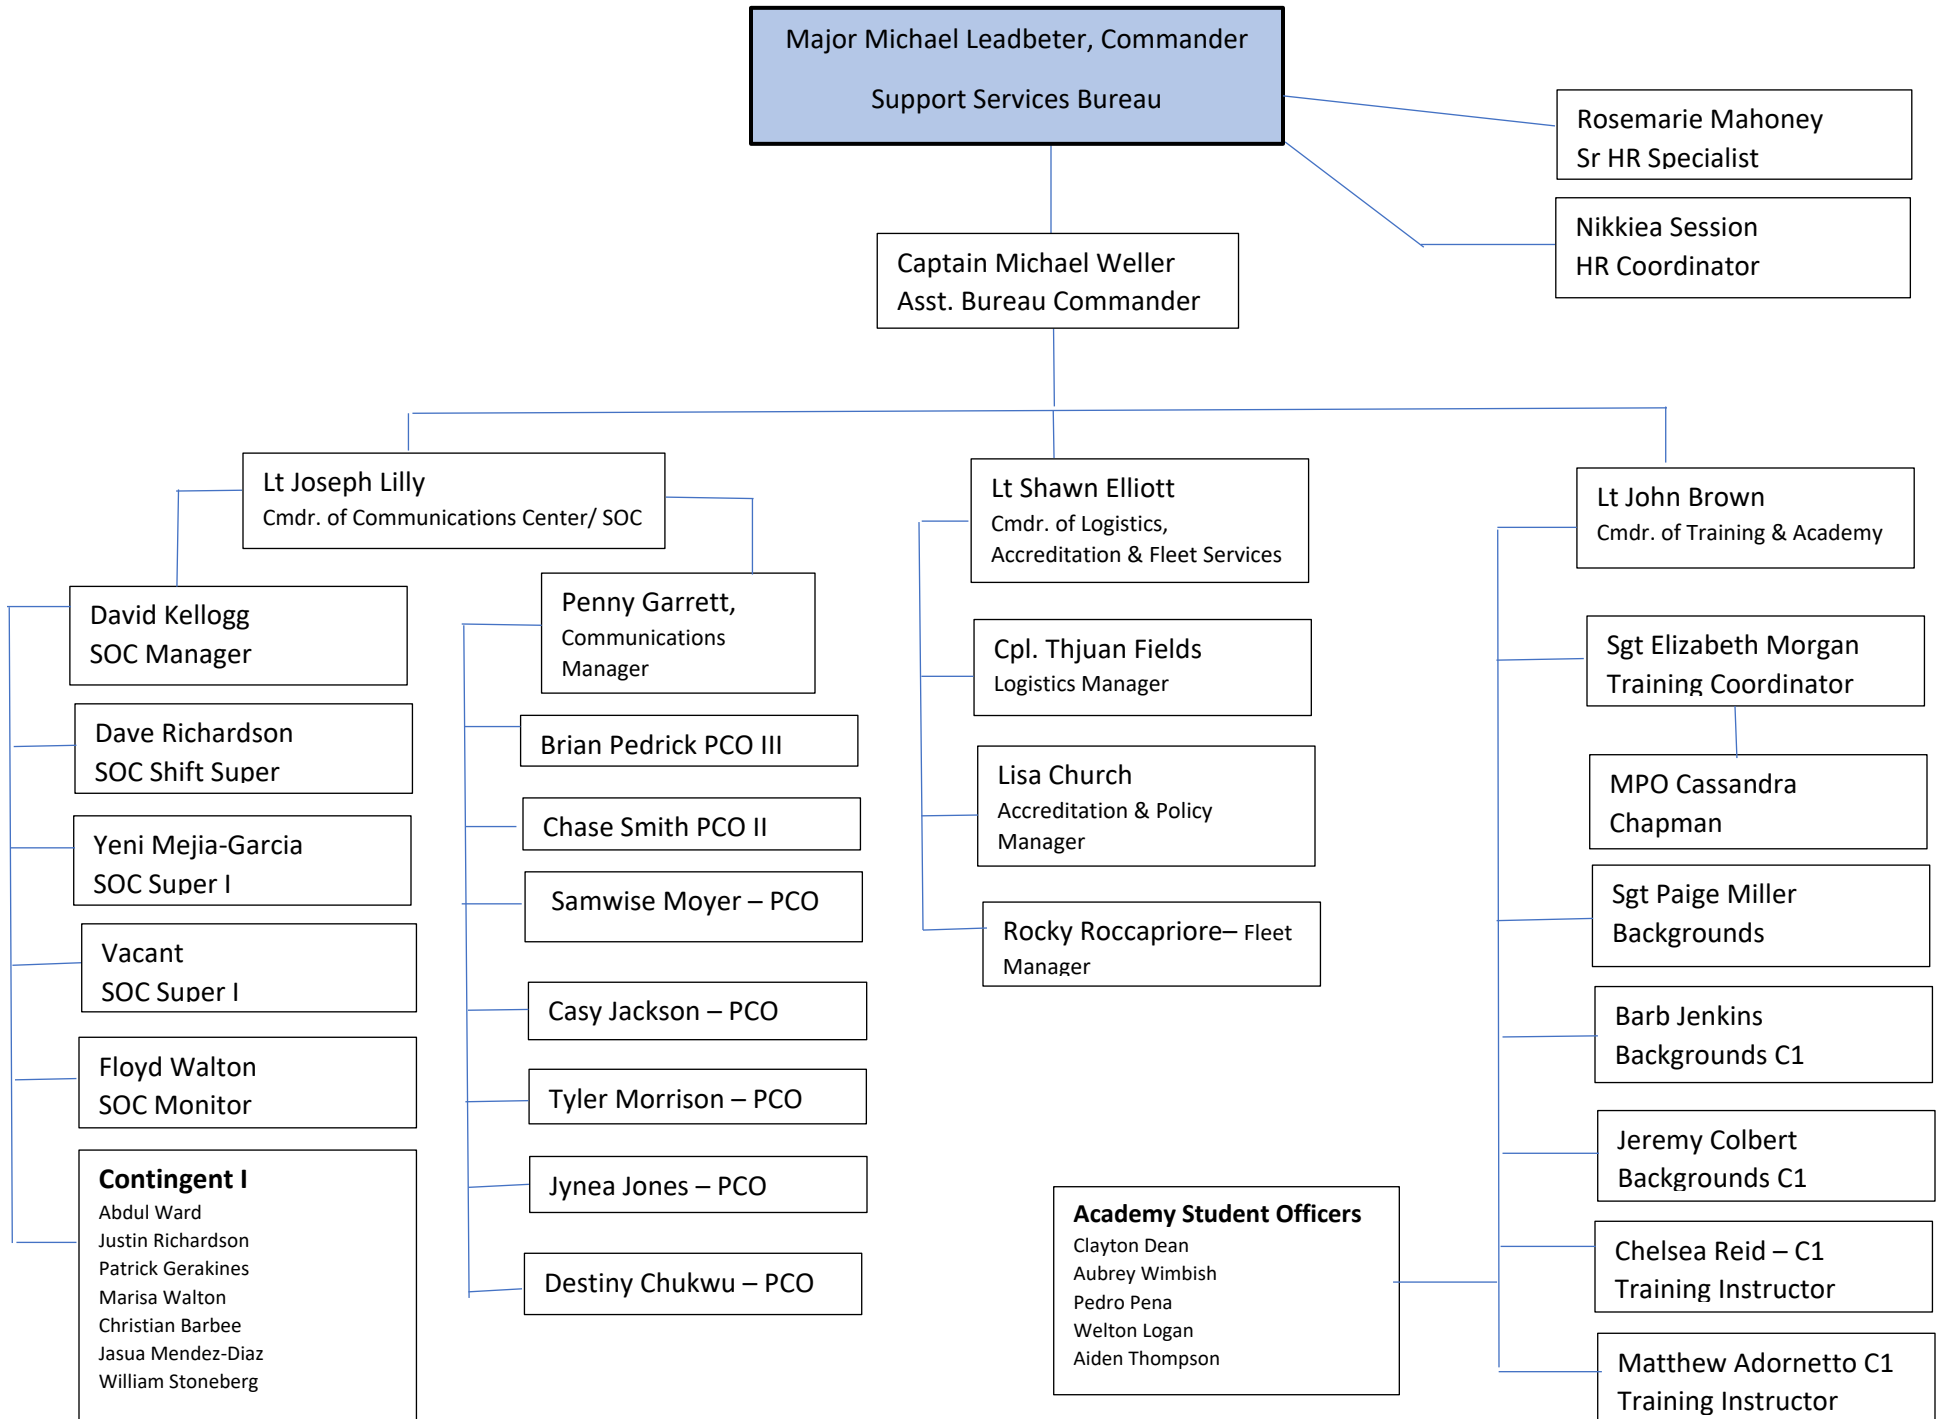 Major Michael Leadbeter, Commander
Support Services Bureau
Rosemarie Mahoney
Sr HR Specialist
Nikkiea Session
HR Coordinator
Captain Michael Weller
Asst. Bureau Commander
Lt Joseph Lilly
Cmdr. of Communications Center/ SOC
David Kellogg
SOC Manager
Dave Richardson
SOC Shift Super
Yeni Mejia-Garcia
SOC Super I
Vacant
SOC Super I
Floyd Walton
SOC Monitor
Contingent I
Abdul Ward
Justin Richardson
Patrick Gerakines
Marisa Walton
Christian Barbee
Jasua Mendez-Diaz
William Stoneberg
Penny Garrett,
Communications
Manager
Brian Pedrick PCO III
Chase Smith PCO II
Samwise Moyer – PCO
Casy Jackson – PCO
Tyler Morrison – PCO
Jynea Jones – PCO
Destiny Chukwu – PCO
Lt Shawn Elliott
Cmdr. of Logistics,
Accreditation & Fleet Services
Cpl. Thjuan Fields
Logistics Manager
Lisa Church
Accreditation & Policy
Manager
Rocky Roccapriore– Fleet
Manager
Lt John Brown
Cmdr. of Training & Academy
Sgt Elizabeth Morgan
Training Coordinator
MPO Cassandra
Chapman
Sgt Paige Miller
Backgrounds
Barb Jenkins
Backgrounds C1
Jeremy Colbert
Backgrounds C1
Chelsea Reid – C1
Training Instructor
Matthew Adornetto C1
Training Instructor
Academy Student Officers
Clayton Dean
Aubrey Wimbish
Pedro Pena
Welton Logan
Aiden Thompson